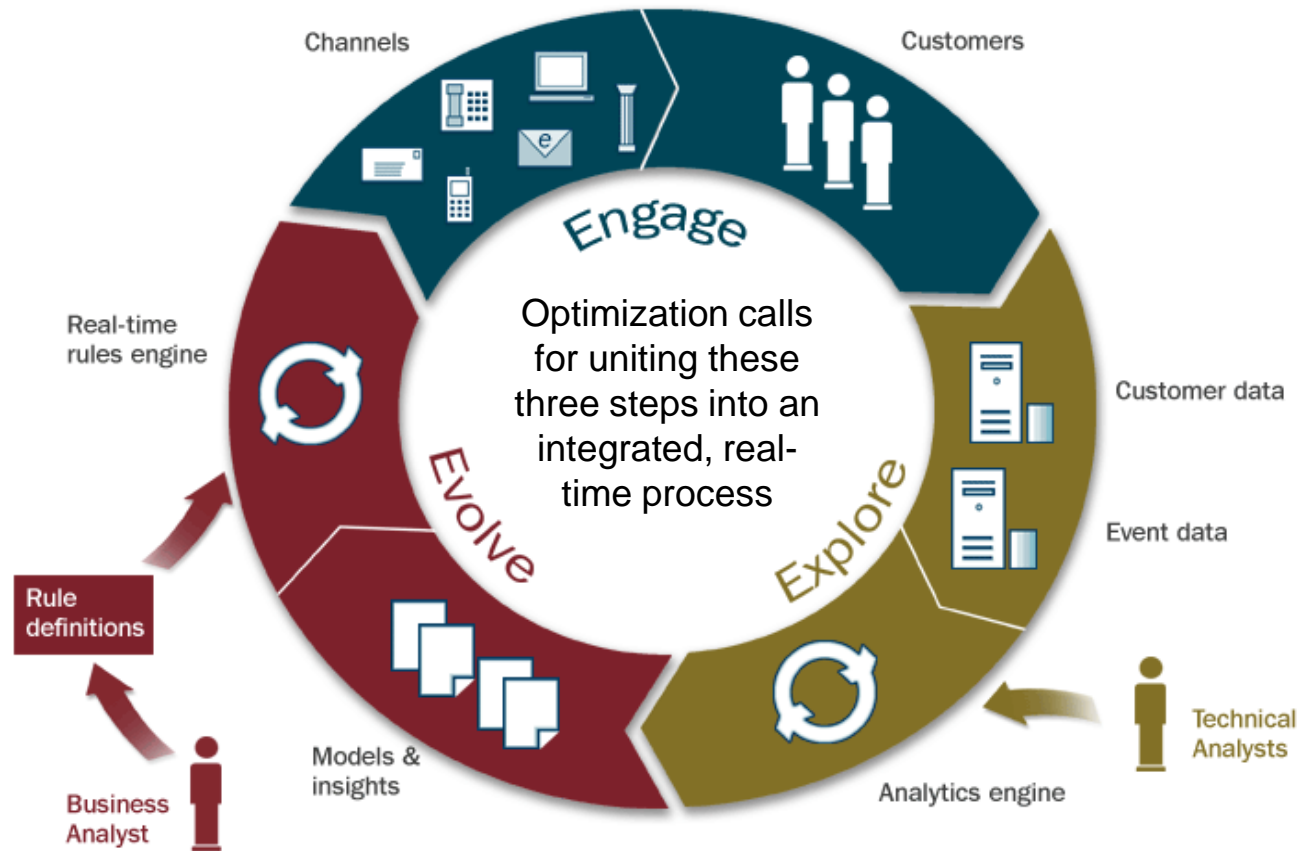 Channels
Customers
e
Engage
Optimization calls
for uniting these
three steps into an
integrated, real-
time process
Real-time
rules engine
Customer data
Evolve
Explore
Event data
Rule
definitions
Models &
insights
Technical
Analysts
Analytics engine
Business
Analyst